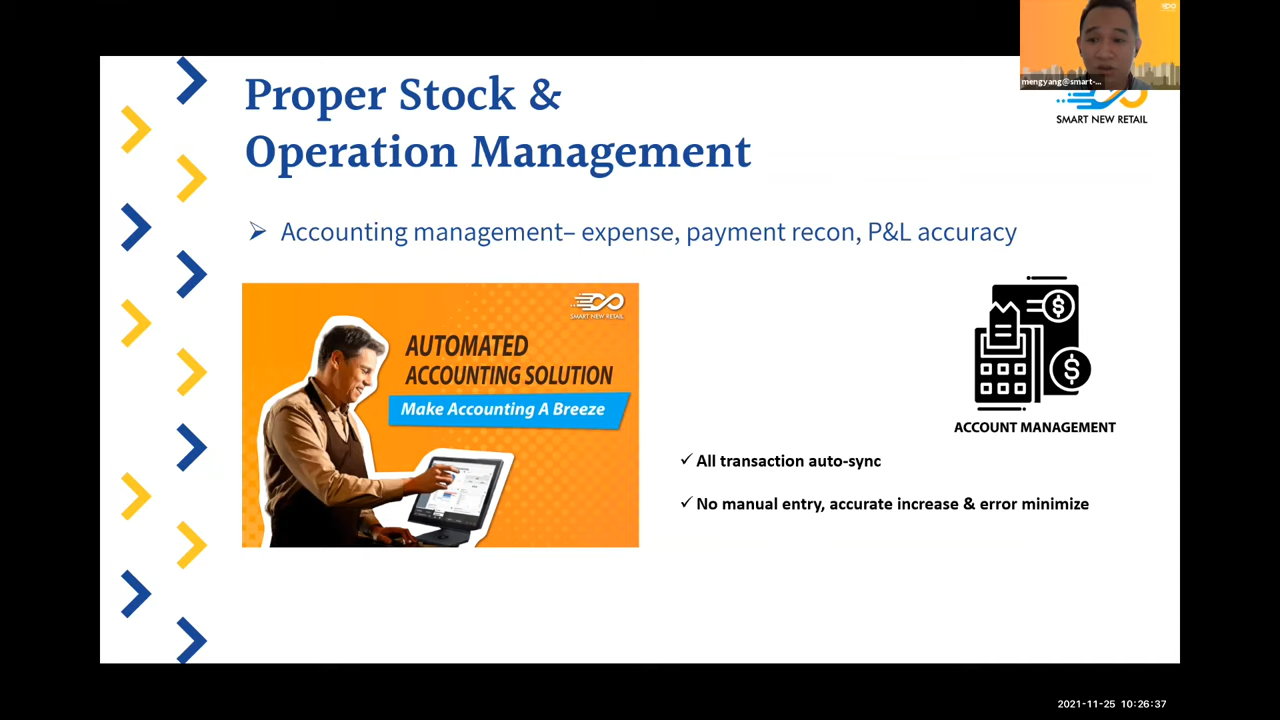 mengyang@smart-...
SMART NEW RETAIL
Proper Stock &
Operation Management
Accounting management– expense, payment recon, P&L accuracy
SMART NEW RETAIL
AUTOMATED
ACCOUNTING SOLUTION
Make Accounting A Breeze
ACCOUNT MANAGEMENT
✓ All transaction auto-sync
✓ No manual entry, accurate increase & error minimize
2021-11-25 10:26:37